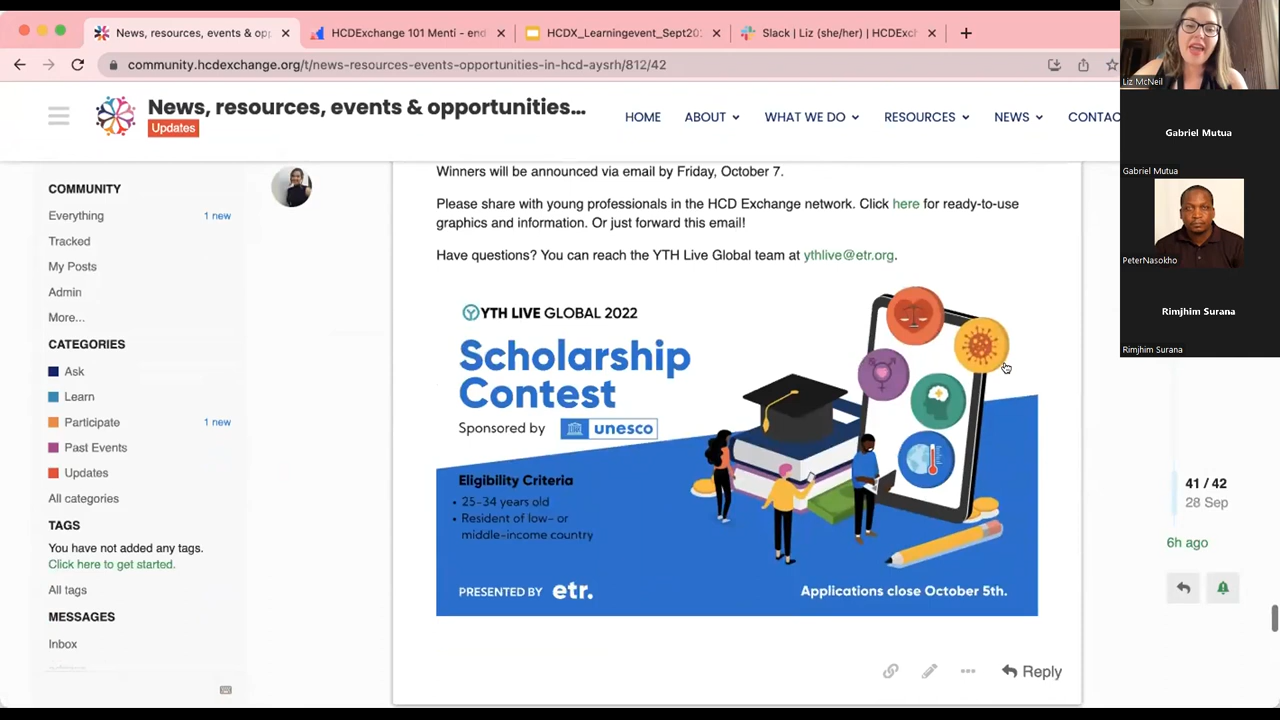 News, resources, events & opp
HCDExchange 101 Menti - end
HCDX_Learningevent_Sept202
Slack | Liz (she/her) | HCDExch
community.hcdexchange.org/t/news-resources-events-opportunities-in-hcd-aysrh/812/42
News, resources, events & opportunities...
Updates
HOME
ABOUT
WHAT WE DO
RESOURCES
NEWS
CONTAC
COMMUNITY
Everything 1 new
Tracked
My Posts
Admin
More...
CATEGORIES
Ask
Learn
Participate 1 new
Past Events
Updates
All categories
TAGS
You have not added any tags.
Click here to get started.
All tags
MESSAGES
Inbox
Winners will be announced via email by Friday, October 7.
Please share with young professionals in the HCD Exchange network. Click here for ready-to-use
graphics and information. Or just forward this email!
Have questions? You can reach the YTH Live Global team at ythlive@etr.org.
YTH LIVE GLOBAL 2022
Scholarship
Contest
Sponsored by unesco
Eligibility Criteria
• 25-34 years old
• Resident of low- or
middle-income country
PRESENTED BY etr.
Applications close October 5th.
Reply
41 / 42
28 Sep
6h ago
Liz McNeil
Gabriel Mutua
Gabriel Mutua
PeterNasokho
Rimjhim Surana
Rimjhim Surana